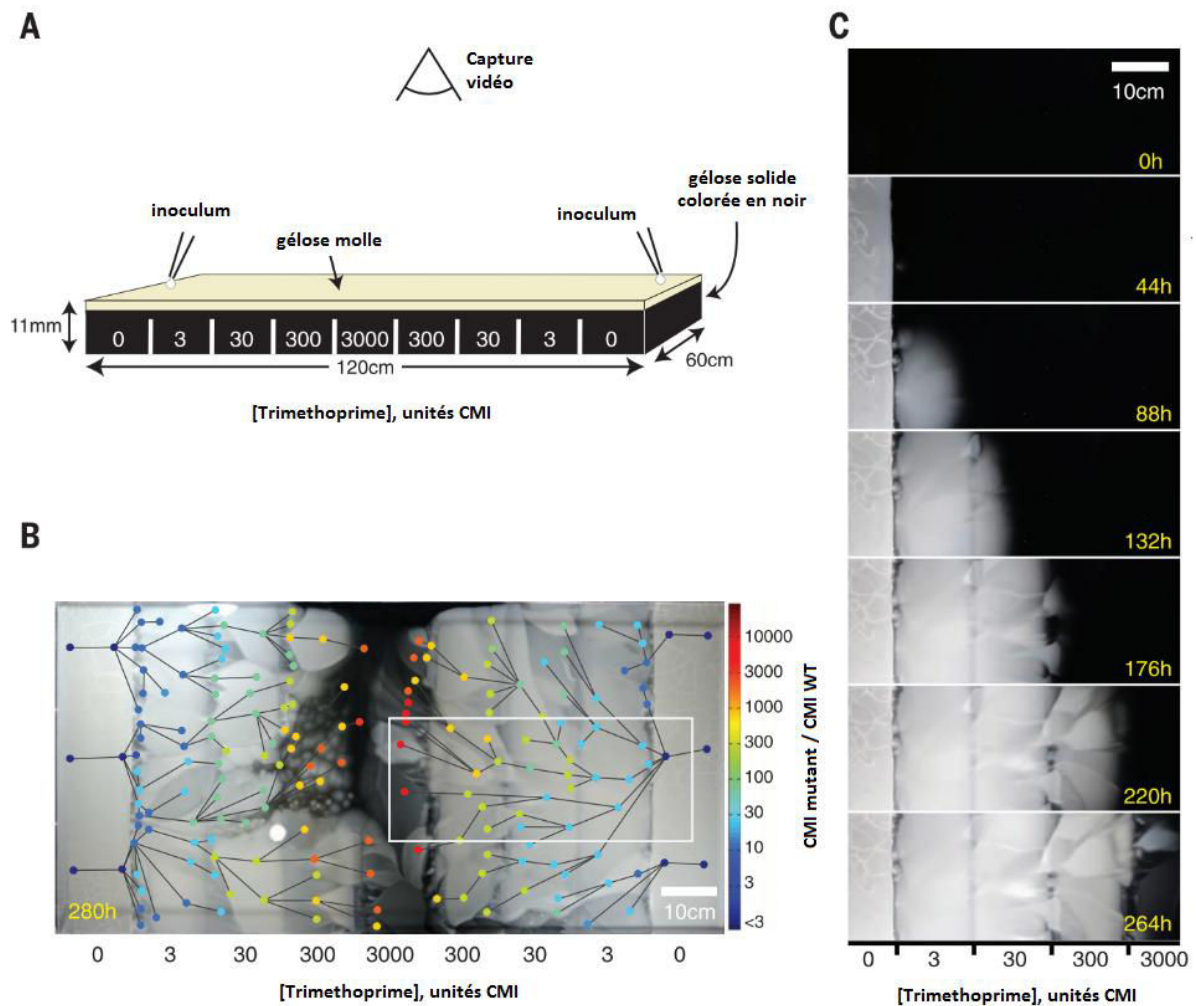 A
Capture
vidéo
inoculum
gélose molle
inoculum
gélose solide
colorée en noir
11mm
0 3 30 300 3000 300 30 3 0
120cm
60cm
[Trimethoprime], unités CMI
B
280h
10cm
0 3 30 300 3000 300 30 3 0
[Trimethoprime], unités CMI
10000
3000
1000
300
100
30
10
3
<3
CMI mutant / CMI WT
C
10cm
0h
44h
88h
132h
176h
220h
264h
0 3 30 300 3000
[Trimethoprime], unités CMI